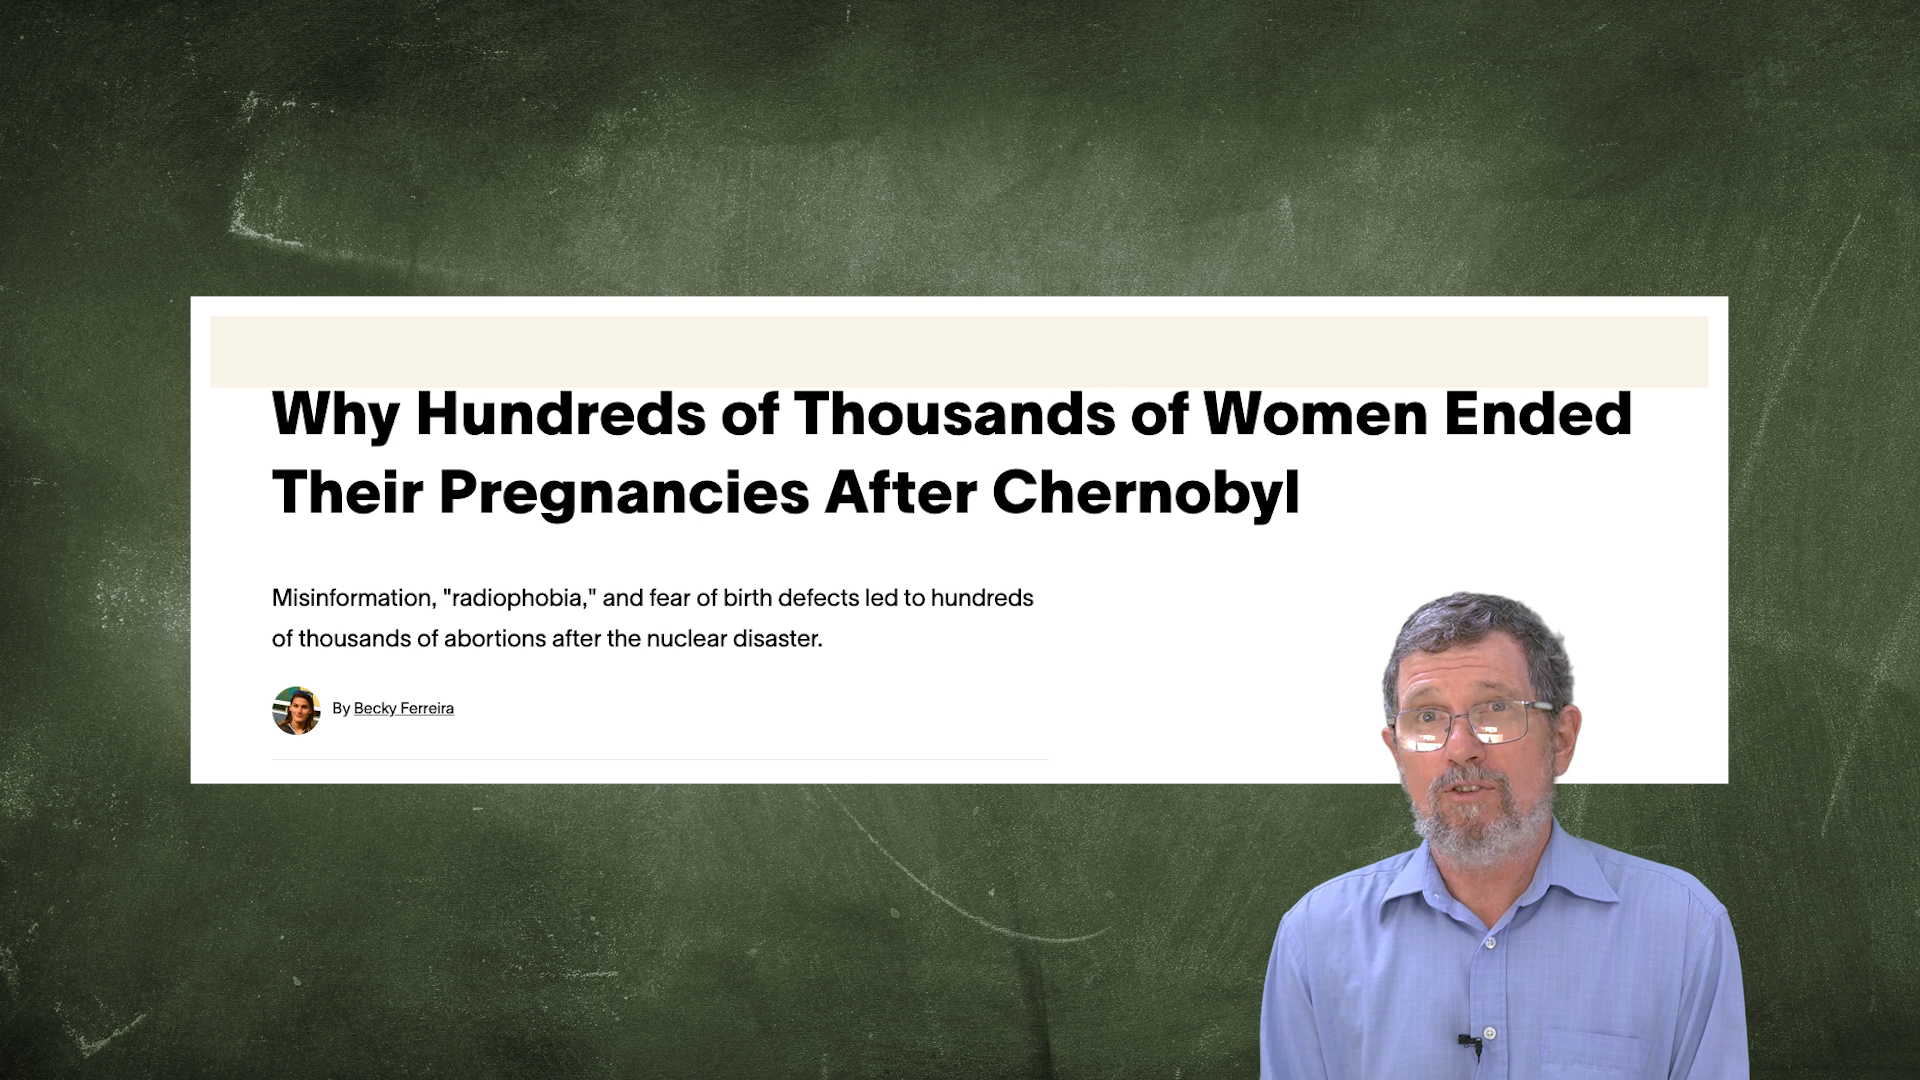 Why Hundreds of Thousands of Women Ended
Their Pregnancies After Chernobyl
Misinformation, "radiophobia," and fear of birth defects led to hundreds
of thousands of abortions after the nuclear disaster.
By Becky Ferreira